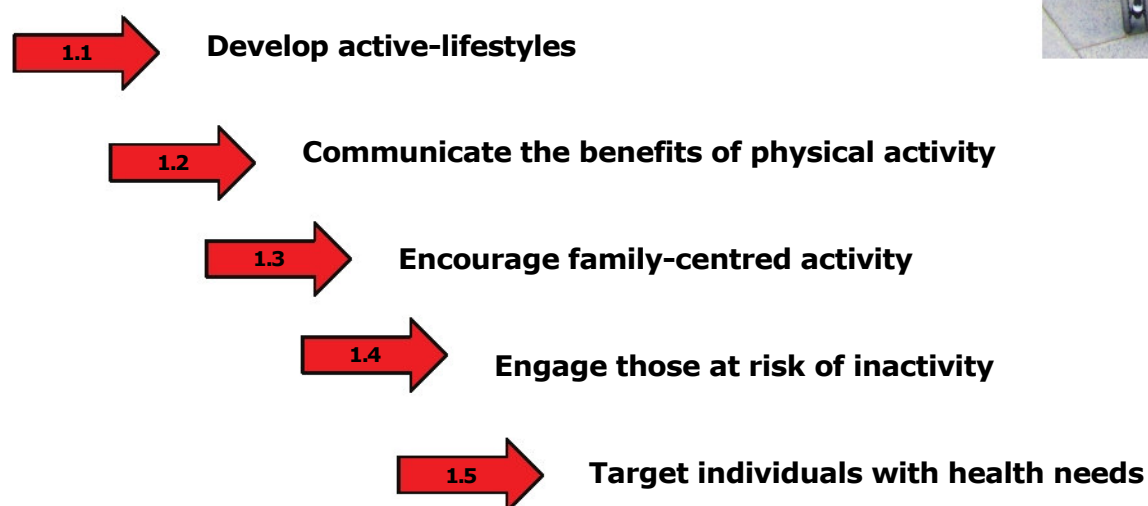 1.1 Develop active-lifestyles
1.2 Communicate the benefits of physical activity
1.3 Encourage family-centred activity
1.4 Engage those at risk of inactivity
1.5 Target individuals with health needs